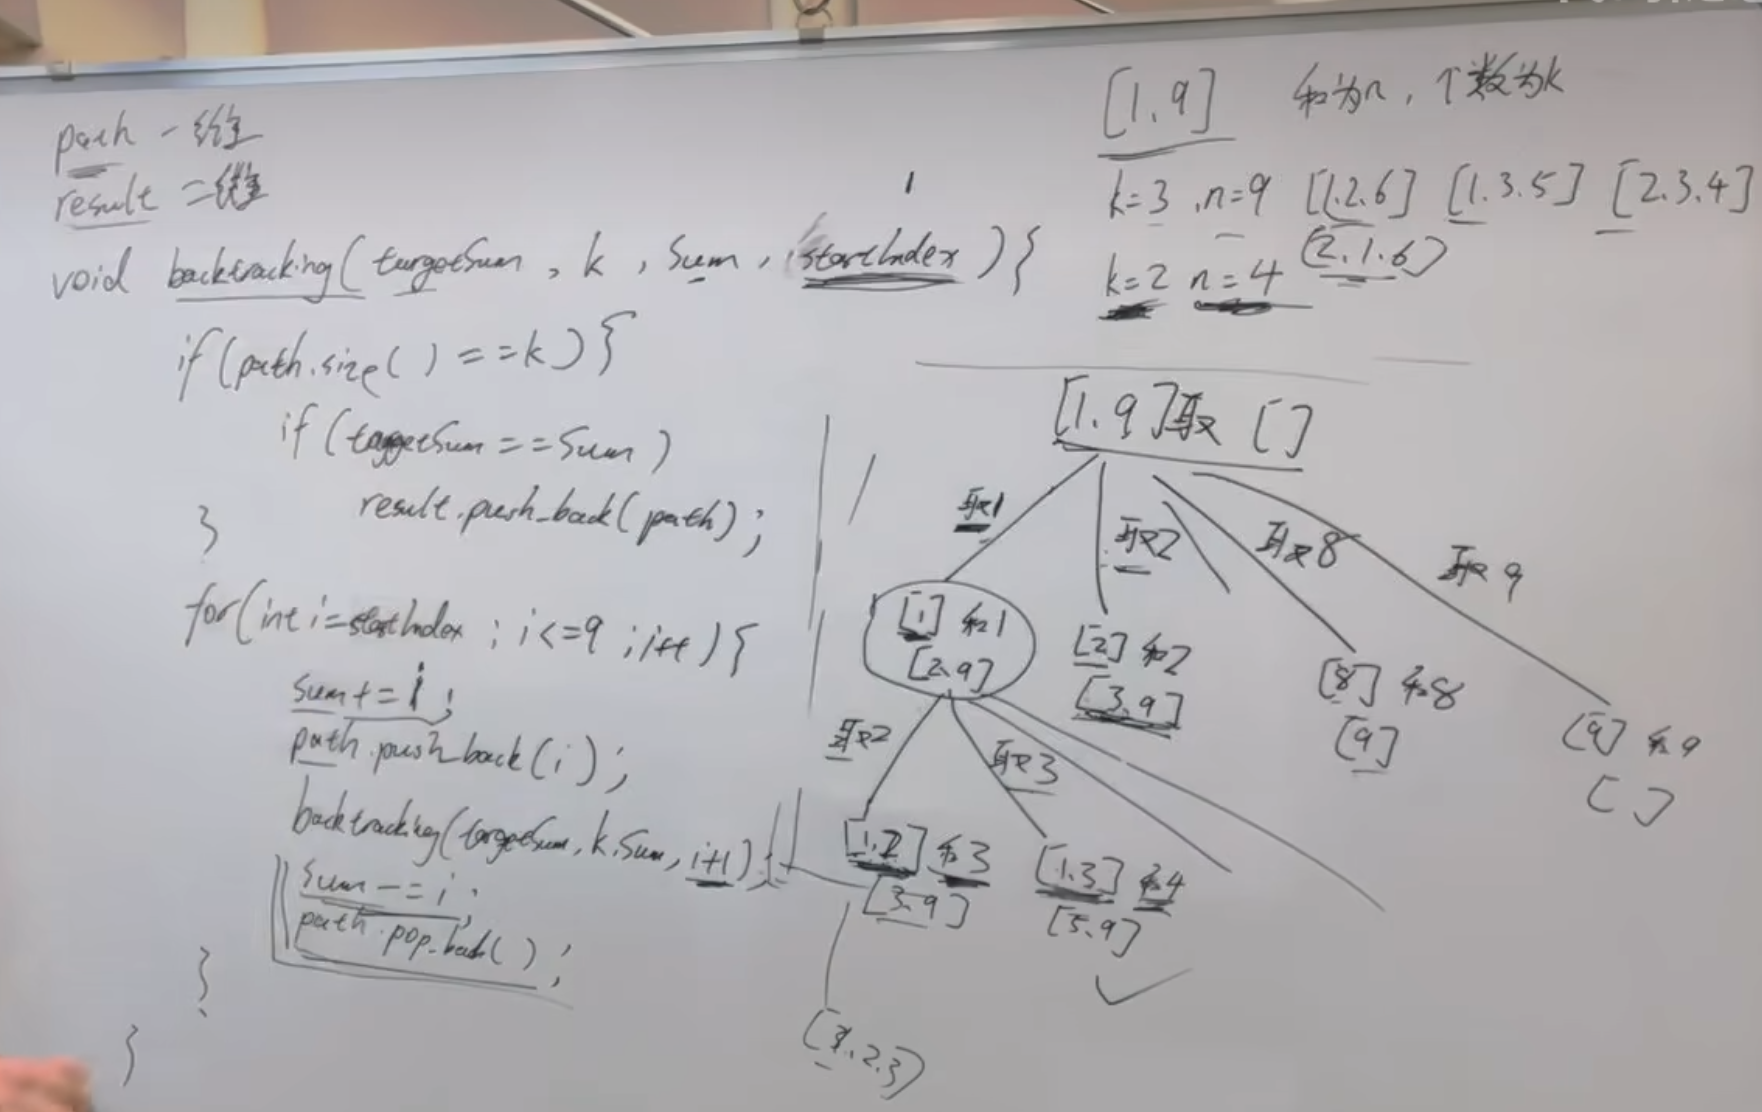 path 一维
result 二维
void backtracking(targetSum, k, Sum, startIndex){
1
if(path.size()==k){
if(targetSum==Sum)
result.push_back(path);
}
for(int i=startIndex; i<=9; i++){
sum+=i;
path.push_back(i);
backtracking(targetSum, k, Sum, i+1);
sum-=i;
path.pop_back();
}
}
[1.9] 和为n,个数为k
k=3 ,n=9 [1.2.6] [1.3.5] [2.3.4]
(2.1.6)
k=2 n=4
[1.9]取 [ ]
取1 取2 取8 取9
[1] 和1
[2.9]
[2] 和2
[3.9]
[8] 和8
[9]
[9] 和9
[ ]
取2 取3
[1.2] 和3
[3.9]
[1.3] 和4
[5.9]
✓
[1.2.3]